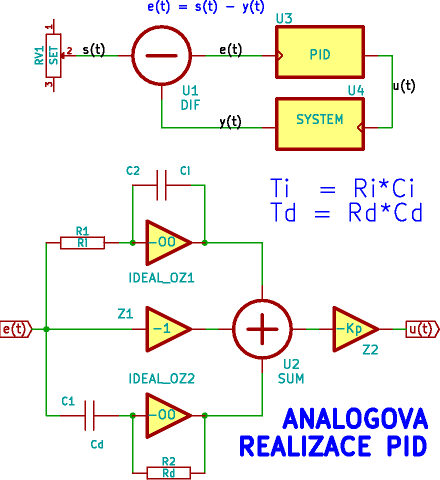 e(t) = s(t) - y(t)
U3
1
RV1
SET
2
3
s(t)
e(t)
PID
U1
DIF
U4
u(t)
y(t)
SYSTEM
C2
Ci
Ti = Ri*Ci
Td = Rd*Cd
R1
Ri
-OO
IDEAL_OZ1
Z1
e(t)
-1
-Kp
u(t)
Z2
U2
SUM
IDEAL_OZ2
C1
Cd
-OO
R2
Rd
ANALOGOVA
REALIZACE PID